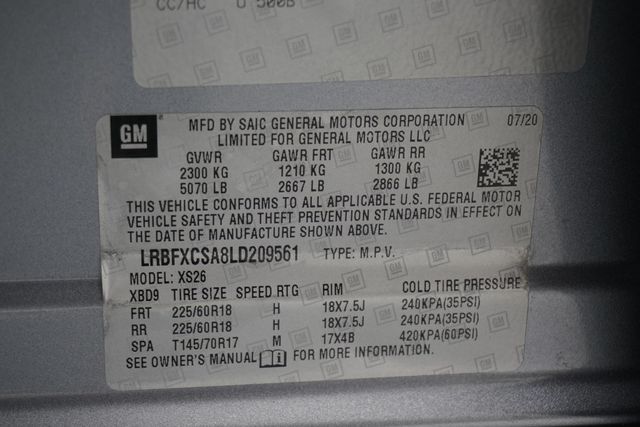 CC/HC U 500B
GM
MFD BY SAIC GENERAL MOTORS CORPORATION 07/20
LIMITED FOR GENERAL MOTORS LLC
GVWR GAWR FRT GAWR RR
2300 KG 1210 KG 1300 KG
5070 LB 2667 LB 2866 LB
THIS VEHICLE CONFORMS TO ALL APPLICABLE U.S. FEDERAL MOTOR
VEHICLE SAFETY AND THEFT PREVENTION STANDARDS IN EFFECT ON
THE DATE OF MANUFACTURE SHOWN ABOVE.
LRBFXCSA8LD209561 TYPE: M.P.V.
MODEL: XS26
XBD9 TIRE SIZE SPEED RTG RIM COLD TIRE PRESSURE
FRT 225/60R18 H 18X7.5J 240KPA(35PSI)
RR 225/60R18 H 18X7.5J 240KPA(35PSI)
SPA T145/70R17 M 17X4B 420KPA(60PSI)
SEE OWNER'S MANUAL FOR MORE INFORMATION.